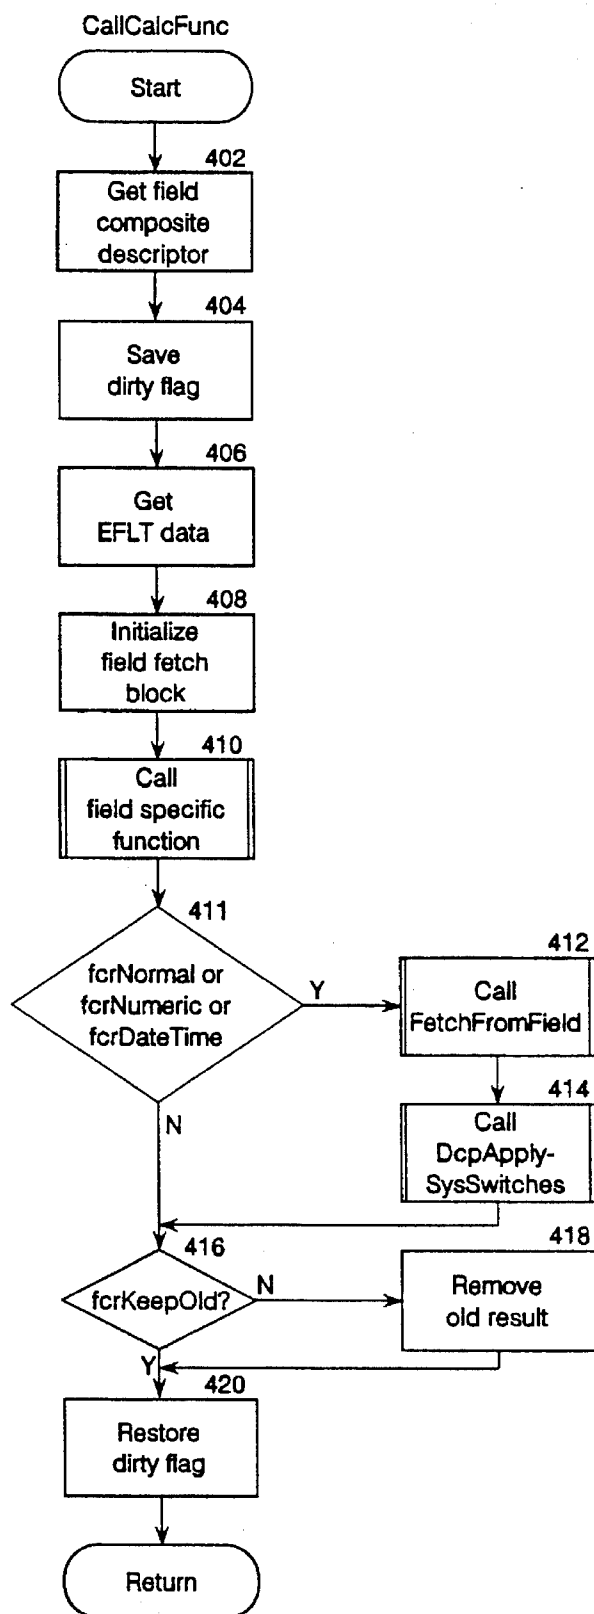 CallCalcFunc
Start
402
Get field
composite
descriptor
404
Save
dirty flag
406
Get
EFLT data
408
Initialize
field fetch
block
410
Call
field specific
function
411
fcrNormal or
fcrNumeric or
fcrDateTime
Y
N
412
Call
FetchFromField
414
Call
DcpApply-
SysSwitches
416
fcrKeepOld?
N
Y
418
Remove
old result
420
Restore
dirty flag
Return